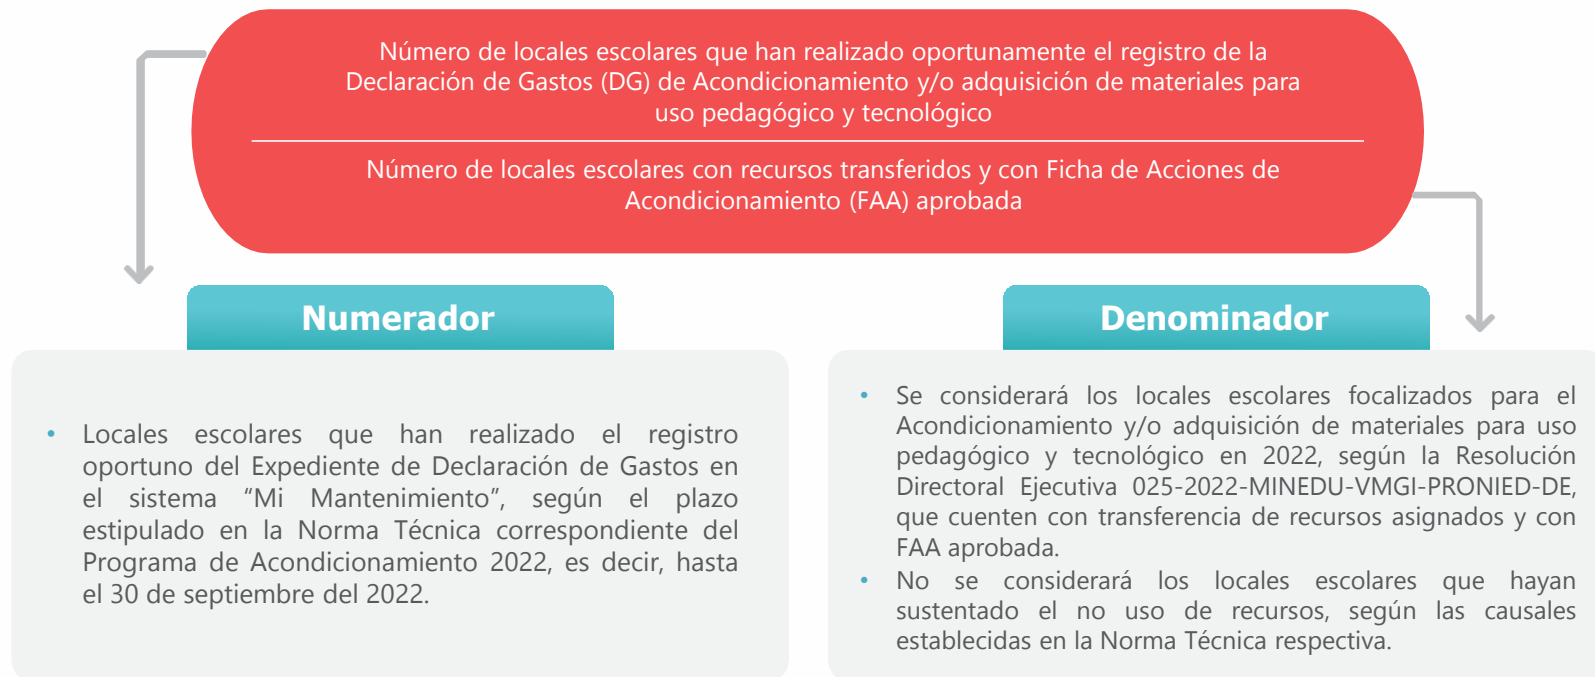 Número de locales escolares que han realizado oportunamente el registro de la
Declaración de Gastos (DG) de Acondicionamiento y/o adquisición de materiales para
uso pedagógico y tecnológico
Número de locales escolares con recursos transferidos y con Ficha de Acciones de
Acondicionamiento (FAA) aprobada
Numerador
• Locales escolares que han realizado el registro
oportuno del Expediente de Declaración de Gastos en
el sistema “Mi Mantenimiento”, según el plazo
estipulado en la Norma Técnica correspondiente del
Programa de Acondicionamiento 2022, es decir, hasta
el 30 de septiembre del 2022.
Denominador
• Se considerará los locales escolares focalizados para el
Acondicionamiento y/o adquisición de materiales para uso
pedagógico y tecnológico en 2022, según la Resolución
Directoral Ejecutiva 025-2022-MINEDU-VMGI-PRONIED-DE,
que cuenten con transferencia de recursos asignados y con
FAA aprobada.
• No se considerará los locales escolares que hayan
sustentado el no uso de recursos, según las causales
establecidas en la Norma Técnica respectiva.